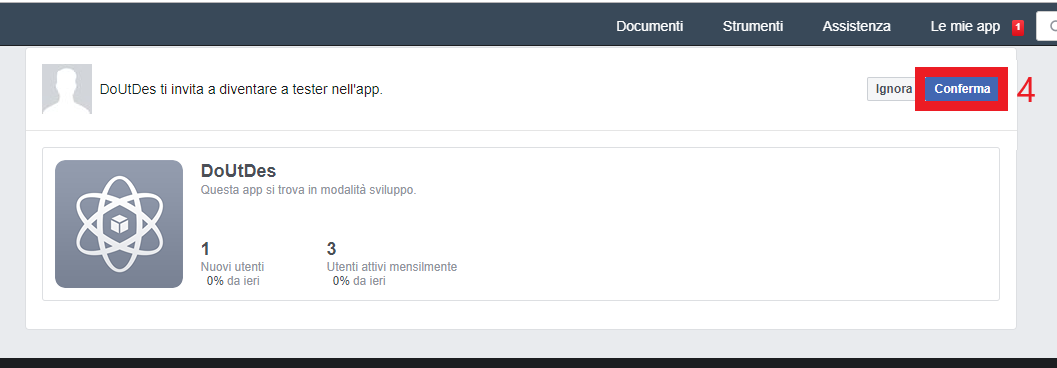 Documenti Strumenti Assistenza Le mie app 1
DoUtDes ti invita a diventare a tester nell'app. Ignora Conferma 4
DoUtDes
Questa app si trova in modalità sviluppo.
1 3
Nuovi utenti Utenti attivi mensilmente
0% da ieri 0% da ieri